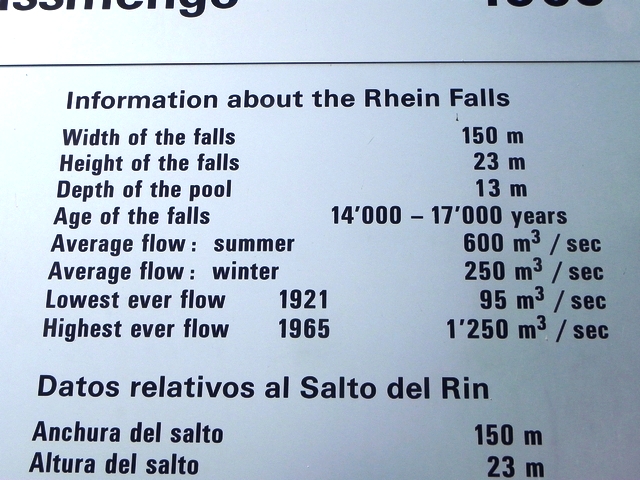 Information about the Rhein Falls
Width of the falls 150 m
Height of the falls 23 m
Depth of the pool 13 m
Age of the falls 14'000 – 17'000 years
Average flow: summer 600 m³ / sec
Average flow: winter 250 m³ / sec
Lowest ever flow 1921 95 m³ / sec
Highest ever flow 1965 1'250 m³ / sec
Datos relativos al Salto del Rin
Anchura del salto 150 m
Altura del salto 23 m